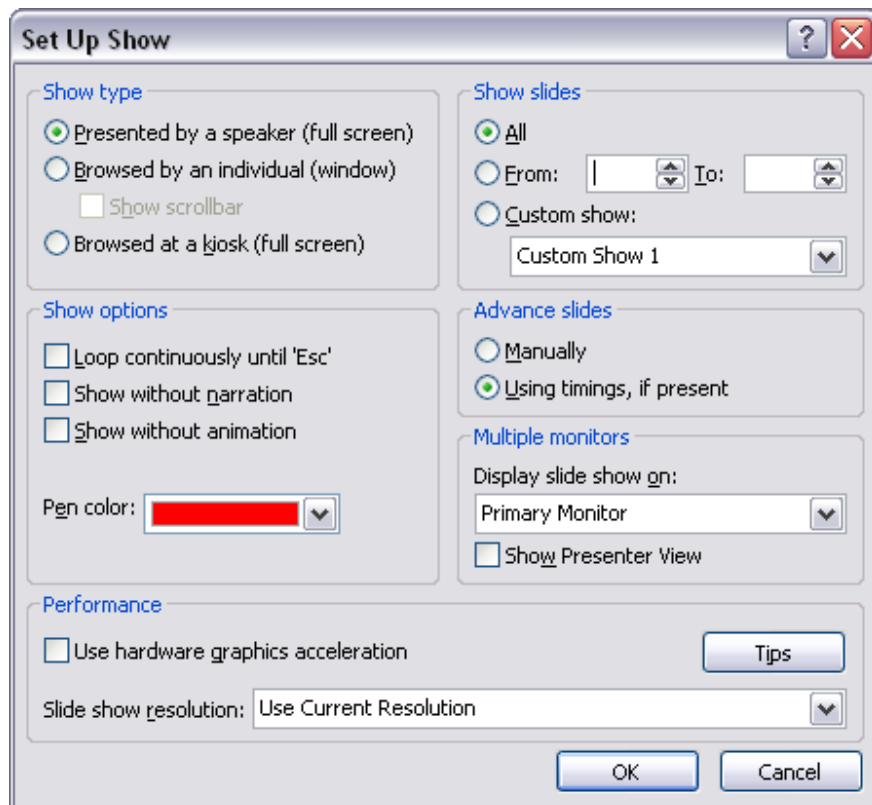 Set Up Show
Show type
Presented by a speaker (full screen)
Browsed by an individual (window)
Show scrollbar
Browsed at a kiosk (full screen)
Show slides
All
From: To:
Custom show:
Custom Show 1
Show options
Loop continuously until 'Esc'
Show without narration
Show without animation
Pen color:
Advance slides
Manually
Using timings, if present
Multiple monitors
Display slide show on:
Primary Monitor
Show Presenter View
Performance
Use hardware graphics acceleration
Tips
Slide show resolution: Use Current Resolution
OK Cancel